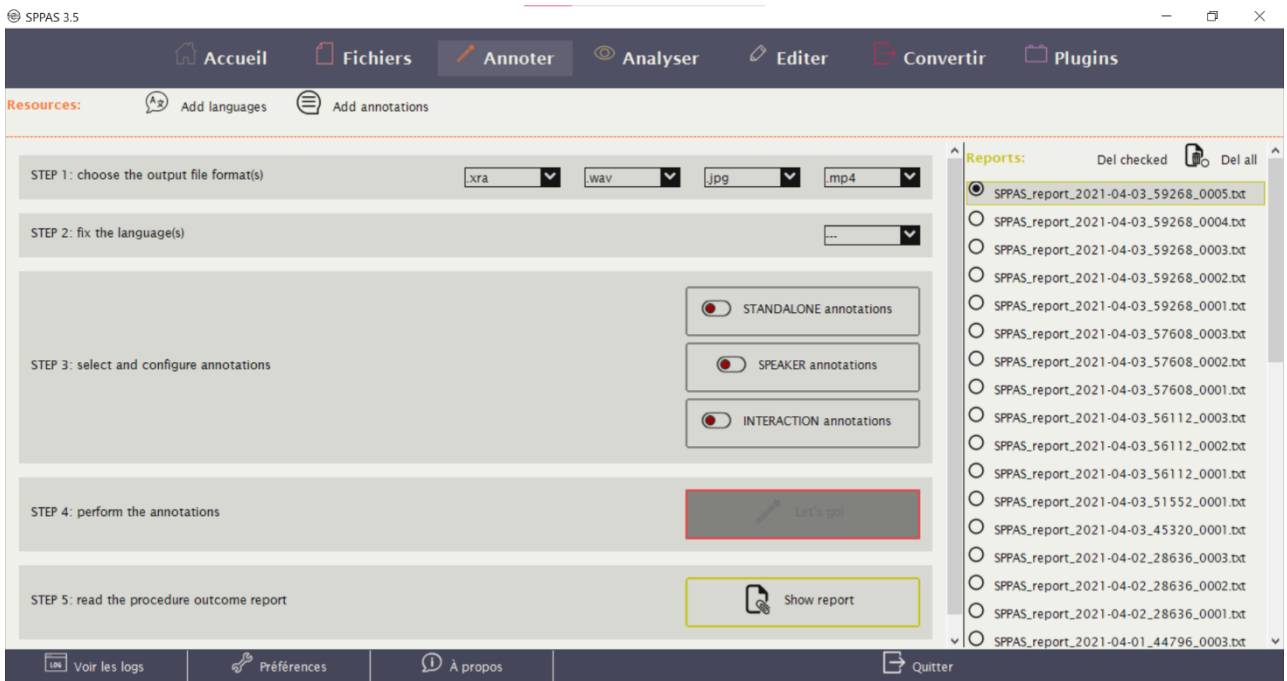 SPPAS 3.5
Accueil Fichiers Annoter Analyser Editer Convertir Plugins
Resources: Add languages Add annotations
STEP 1: choose the output file format(s) .xra .wav .jpg .mp4
STEP 2: fix the language(s) ---
STEP 3: select and configure annotations
STANDALONE annotations
SPEAKER annotations
INTERACTION annotations
STEP 4: perform the annotations Let's go!
STEP 5: read the procedure outcome report Show report
Reports: Del checked Del all
SPPAS_report_2021-04-03_59268_0005.txt
SPPAS_report_2021-04-03_59268_0004.txt
SPPAS_report_2021-04-03_59268_0003.txt
SPPAS_report_2021-04-03_59268_0002.txt
SPPAS_report_2021-04-03_59268_0001.txt
SPPAS_report_2021-04-03_57608_0003.txt
SPPAS_report_2021-04-03_57608_0002.txt
SPPAS_report_2021-04-03_57608_0001.txt
SPPAS_report_2021-04-03_56112_0003.txt
SPPAS_report_2021-04-03_56112_0002.txt
SPPAS_report_2021-04-03_56112_0001.txt
SPPAS_report_2021-04-03_51552_0001.txt
SPPAS_report_2021-04-03_45320_0001.txt
SPPAS_report_2021-04-02_28636_0003.txt
SPPAS_report_2021-04-02_28636_0002.txt
SPPAS_report_2021-04-02_28636_0001.txt
SPPAS_report_2021-04-01_44796_0003.txt
LOG Voir les logs Préférences À propos Quitter